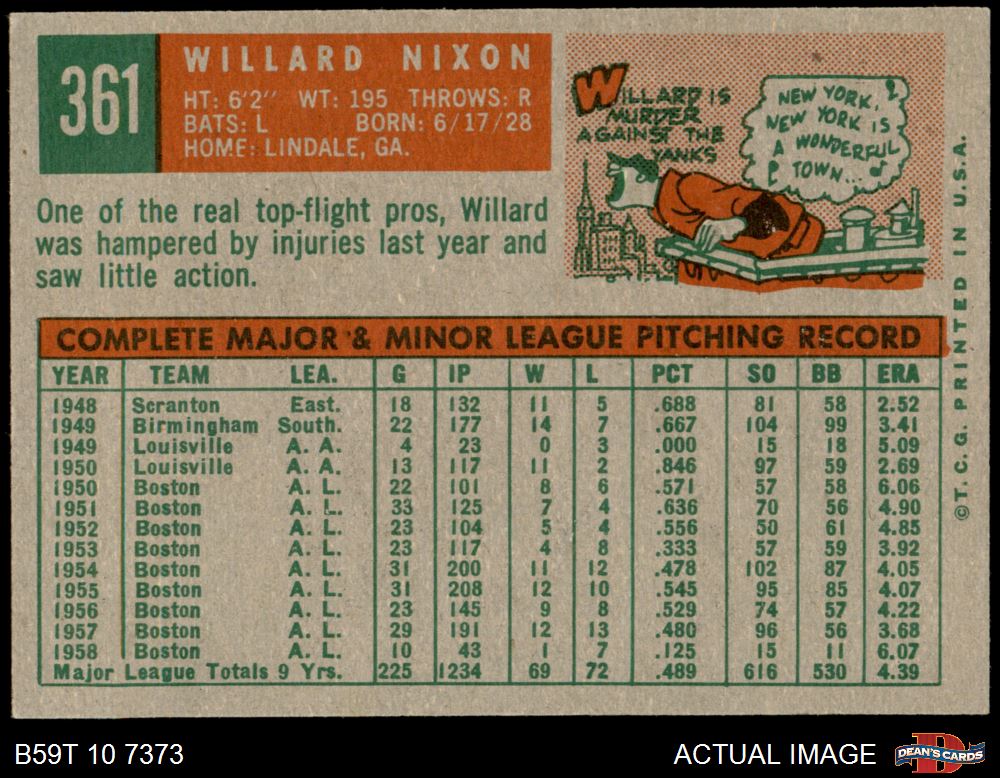 361
WILLARD NIXON
HT: 6'2" WT: 195 THROWS: R
BATS: L BORN: 6/17/28
HOME: LINDALE, GA.
One of the real top-flight pros, Willard
was hampered by injuries last year and
saw little action.
WILLARD IS
MURDER
AGAINST THE
YANKS
NEW YORK,
NEW YORK IS
A WONDERFUL
TOWN...
©T.C.G. PRINTED IN U.S.A.
COMPLETE MAJOR & MINOR LEAGUE PITCHING RECORD
YEAR TEAM LEA. G IP W L PCT SO BB ERA
1948 Scranton East. 18 132 11 5 .688 81 58 2.52
1949 Birmingham South. 22 177 14 7 .667 104 99 3.41
1949 Louisville A. A. 4 23 0 3 .000 15 18 5.09
1950 Louisville A. A. 13 117 11 2 .846 97 59 2.69
1950 Boston A. L. 22 101 8 6 .571 57 58 6.06
1951 Boston A. L. 33 125 7 4 .636 70 56 4.90
1952 Boston A. L. 23 104 5 4 .556 50 61 4.85
1953 Boston A. L. 23 117 4 8 .333 57 59 3.92
1954 Boston A. L. 31 200 11 12 .478 102 87 4.05
1955 Boston A. L. 31 208 12 10 .545 95 85 4.07
1956 Boston A. L. 23 145 9 8 .529 74 57 4.22
1957 Boston A. L. 29 191 12 13 .480 96 56 3.68
1958 Boston A. L. 10 43 1 7 .125 15 11 6.07
Major League Totals 9 Yrs. 225 1234 69 72 .489 616 530 4.39
B59T 10 7373
ACTUAL IMAGE
D
DEAN'S CARDS